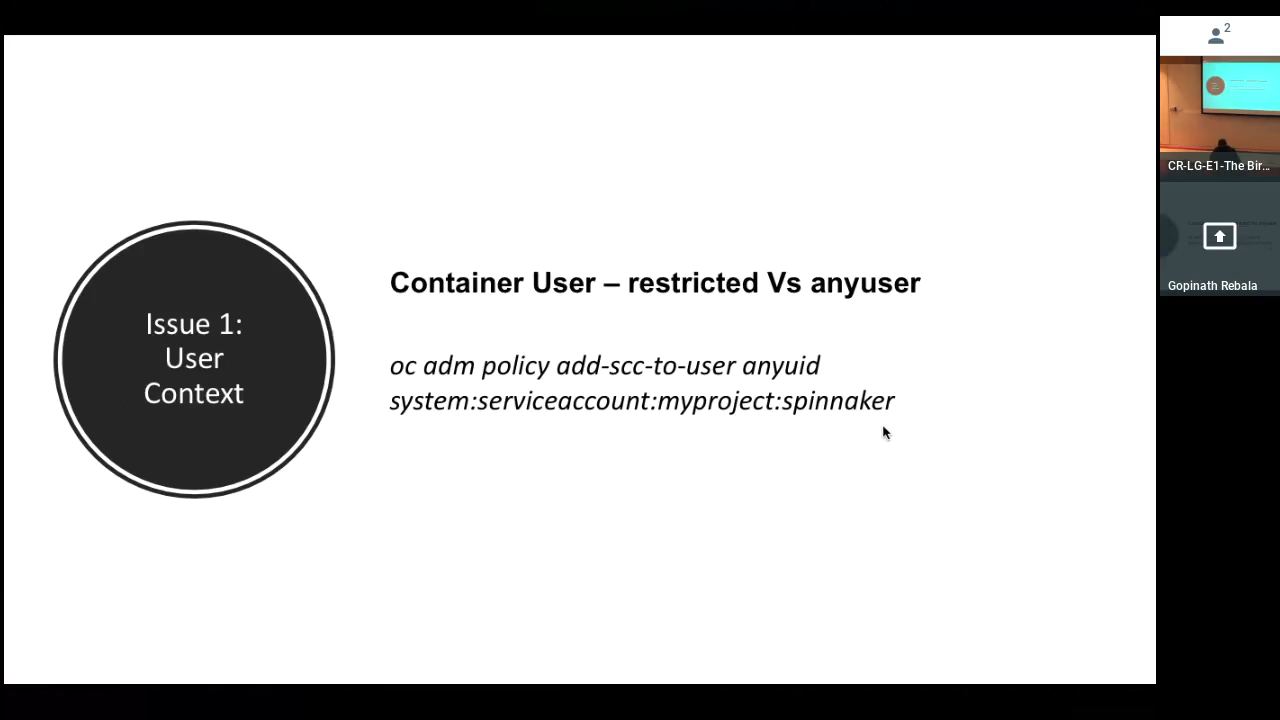 Issue 1:
User
Context
Container User – restricted Vs anyuser
oc adm policy add-scc-to-user anyuid
system:serviceaccount:myproject:spinnaker
2
CR-LG-E1-The Bir...
Gopinath Rebala